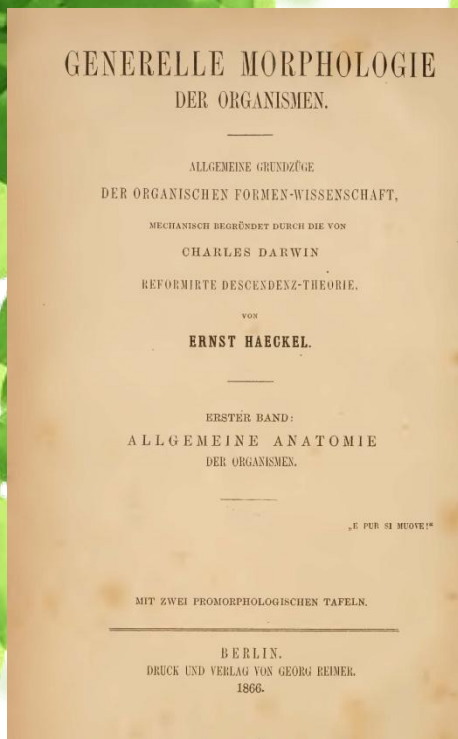 GENERELLE MORPHOLOGIE
DER ORGANISMEN.
ALLGEMEINE GRUNDZÜGE
DER ORGANISCHEN FORMEN-WISSENSCHAFT,
MECHANISCH BEGRÜNDET DURCH DIE VON
CHARLES DARWIN
REFORMIRTE DESCENDENZ-THEORIE,
VON
ERNST HAECKEL.
ERSTER BAND:
ALLGEMEINE ANATOMIE
DER ORGANISMEN.
„E PUR SI MUOVE!“
MIT ZWEI PROMORPHOLOGISCHEN TAFELN.
BERLIN.
DRUCK UND VERLAG VON GEORG REIMER.
1866.